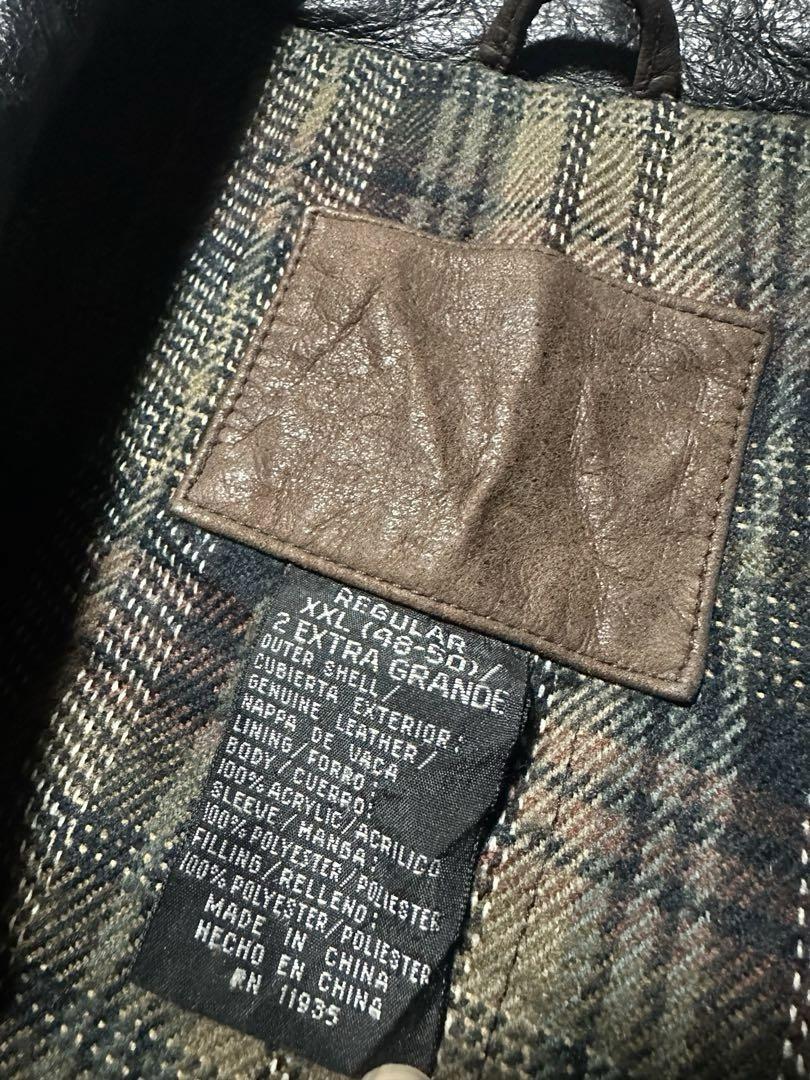 REGULAR
XXL (48-50)/
2 EXTRA GRANDE
OUTER SHELL/
CUBIERTA EXTERIOR:
GENUINE LEATHER/
NAPPA DE VACA
LINING/FORRO:
BODY/CUERRO:
100% ACRYLIC/ACRILICO
SLEEVE/MANGA:
100% POLYESTER/POLIESTER
FILLING/RELLENO:
100% POLYESTER/POLIESTER
MADE IN CHINA
HECHO EN CHINA
RN 11935